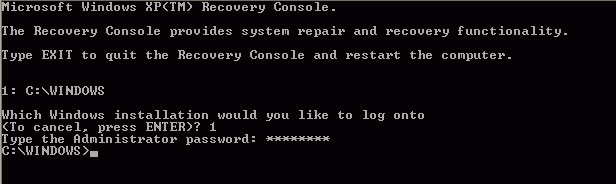 Microsoft Windows XP(TM) Recovery Console.
The Recovery Console provides system repair and recovery functionality.
Type EXIT to quit the Recovery Console and restart the computer.
1: C:\WINDOWS
Which Windows installation would you like to log onto
(To cancel, press ENTER)? 1
Type the Administrator password: ********
C:\WINDOWS>_